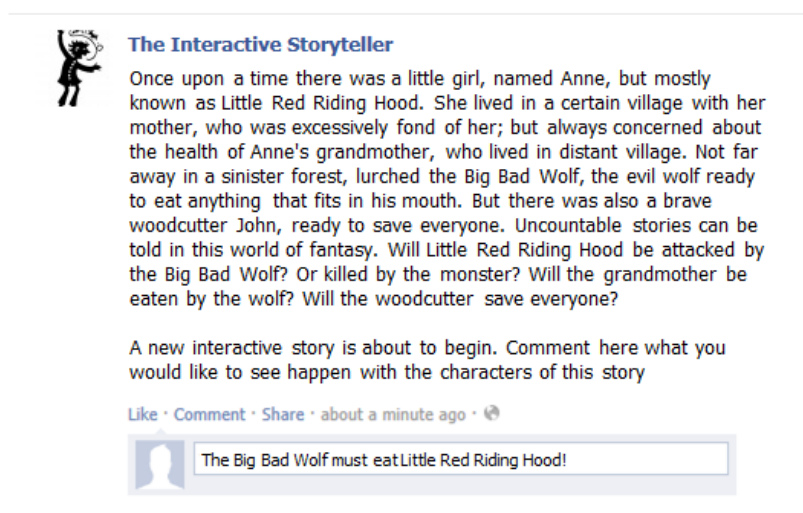 The Interactive Storyteller
Once upon a time there was a little girl, named Anne, but mostly
known as Little Red Riding Hood. She lived in a certain village with her
mother, who was excessively fond of her; but always concerned about
the health of Anne's grandmother, who lived in distant village. Not far
away in a sinister forest, lurched the Big Bad Wolf, the evil wolf ready
to eat anything that fits in his mouth. But there was also a brave
woodcutter John, ready to save everyone. Uncountable stories can be
told in this world of fantasy. Will Little Red Riding Hood be attacked by
the Big Bad Wolf? Or killed by the monster? Will the grandmother be
eaten by the wolf? Will the woodcutter save everyone?
A new interactive story is about to begin. Comment here what you
would like to see happen with the characters of this story
Like · Comment · Share · about a minute ago ·
The Big Bad Wolf must eat Little Red Riding Hood!